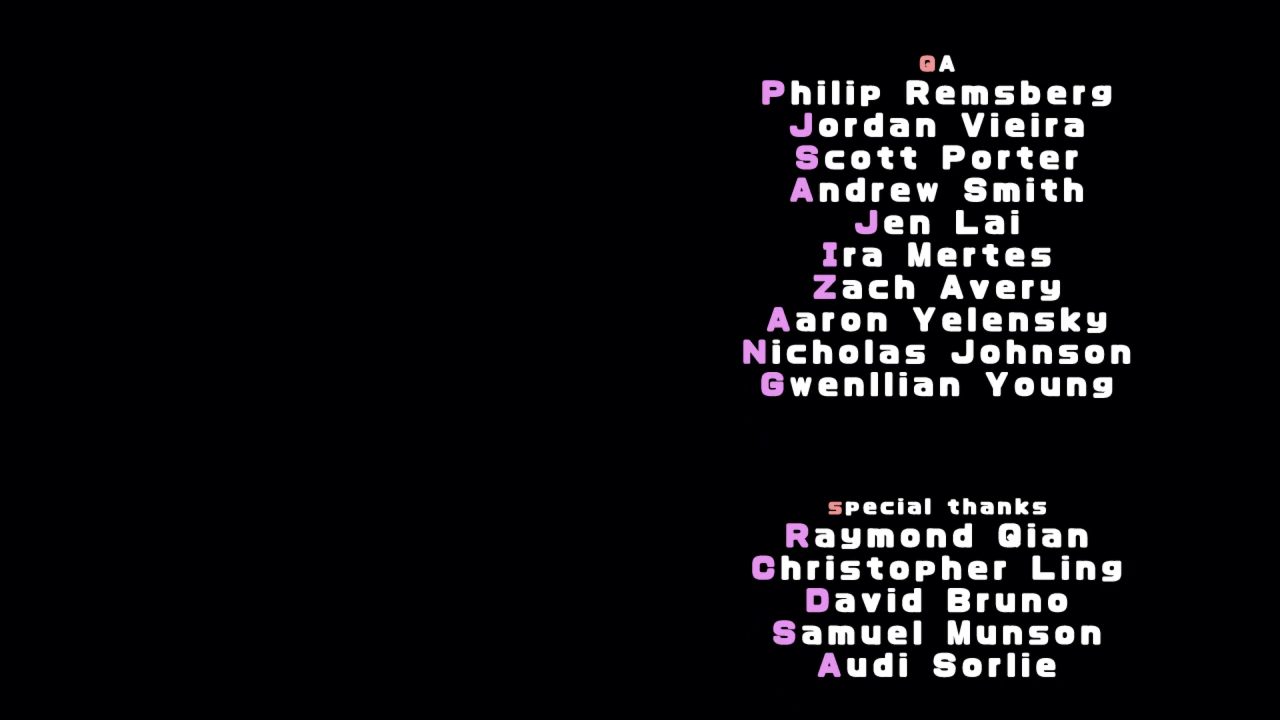 QA
Philip Remsberg
Jordan Vieira
Scott Porter
Andrew Smith
Jen Lai
Ira Mertes
Zach Avery
Aaron Yelensky
Nicholas Johnson
Gwenllian Young
special thanks
Raymond Qian
Christopher Ling
David Bruno
Samuel Munson
Audi Sorlie